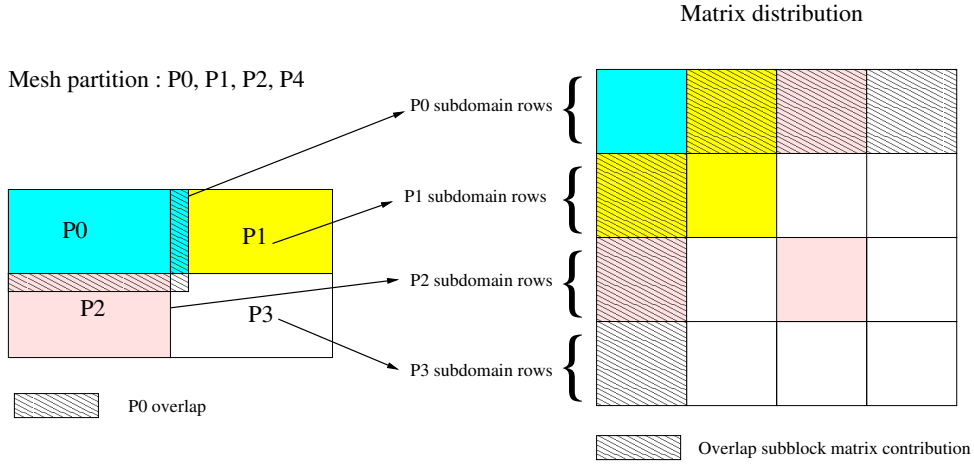 Matrix distribution
Mesh partition : P0, P1, P2, P4
P0 subdomain rows
P1 subdomain rows
P0
P1
P2 subdomain rows
P2
P3
P3 subdomain rows
P0 overlap
Overlap subblock matrix contribution